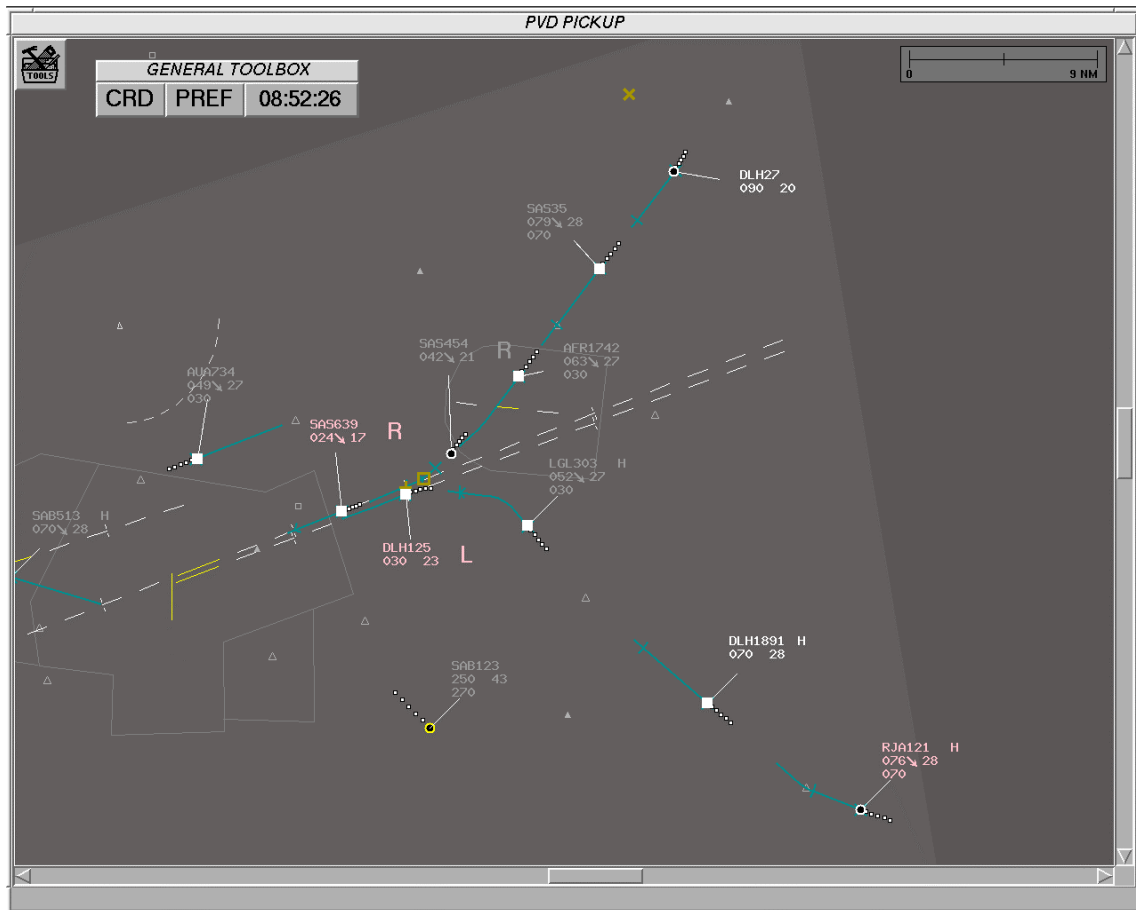 PVD PICKUP
TOOLS
GENERAL TOOLBOX
CRD PREF 08:52:26
0 9 NM
DLH27
090 20
SAS35
079↘ 28
070
SAS454
042↘ 21
R
AFR1742
063↘ 27
030
AUA734
049↘ 27
030
SAS639
024↘ 17
R
LGL303 H
052↘ 27
030
SAB513 H
070↘ 28
DLH125
030 23
L
DLH1891 H
070 28
SAB123
250 43
270
RJA121 H
076↘ 28
070